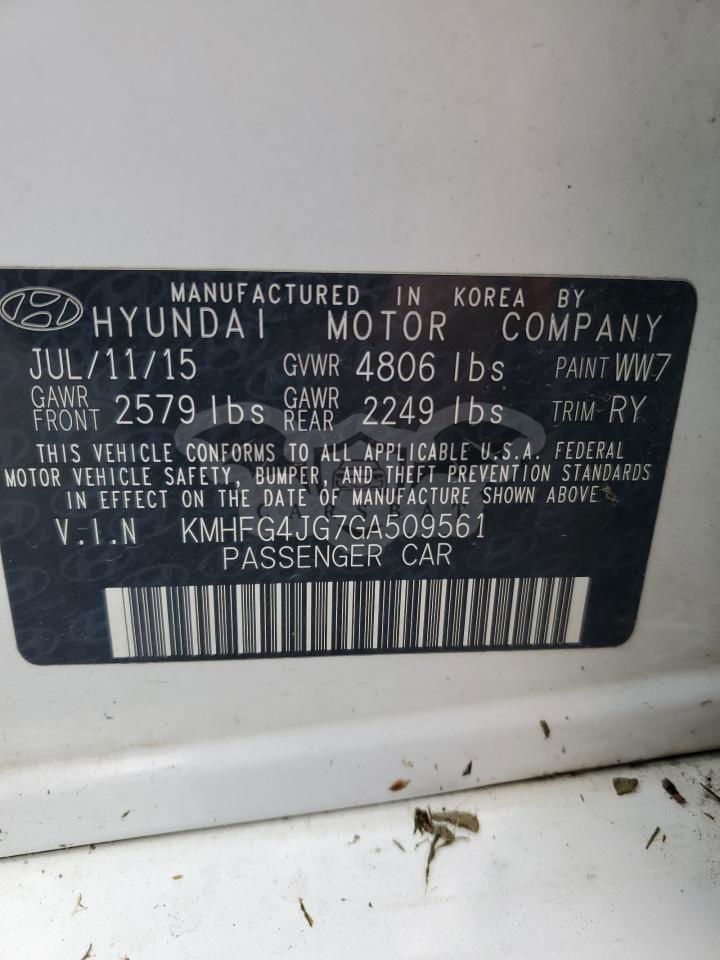 MANUFACTURED IN KOREA BY
HYUNDAI MOTOR COMPANY
JUL/11/15 GVWR 4806 lbs PAINT WW7
GAWR FRONT 2579 lbs GAWR REAR 2249 lbs TRIM RY
THIS VEHICLE CONFORMS TO ALL APPLICABLE U.S.A. FEDERAL
MOTOR VEHICLE SAFETY, BUMPER, AND THEFT PREVENTION STANDARDS
IN EFFECT ON THE DATE OF MANUFACTURE SHOWN ABOVE
V.I.N KMHFG4JG7GA509561
PASSENGER CAR